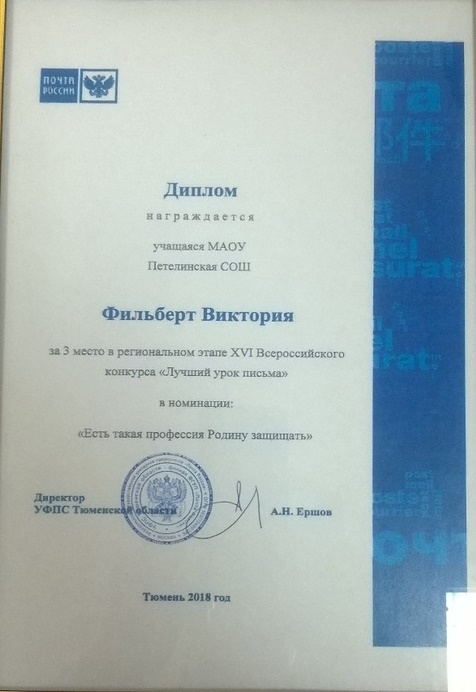 ПОЧТА
РОССИИ
Диплом
награждается
учащаяся МАОУ
Петелинская СОШ
Фильберт Виктория
за 3 место в региональном этапе XVI Всероссийского
конкурса «Лучший урок письма»
в номинации:
«Есть такая профессия Родину защищать»
Директор
УФПС Тюменской области
А.Н. Ершов
Тюмень 2018 год